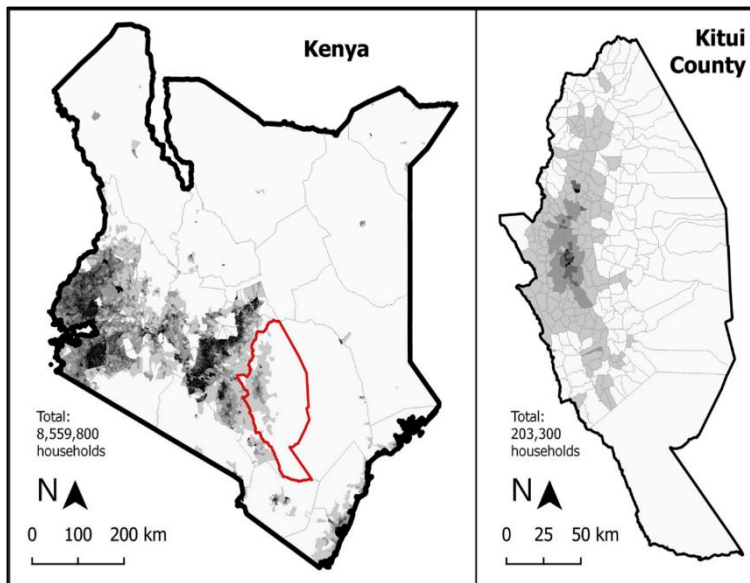 Kenya
Total:
8,559,800
households
N
0 100 200 km
Kitui
County
Total:
203,300
households
N
0 25 50 km